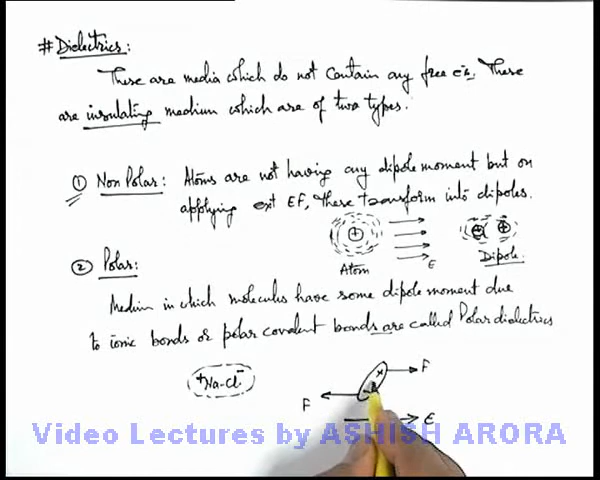 # Dielectrics:
These are media which do not contain any free e⁻s. These
are insulating medium which are of two types.
① Non Polar: Atoms are not having any dipole moment but on
applying ext EF, these transform into dipoles.
+
E
Atom
Dipole.
② Polar:
Medium in which molecules have some dipole moment due
to ionic bonds or polar covalent bonds are called Polar dielectrics
⁺Na-Cl⁻
F
F
E
Video Lectures by ASHISH ARORA